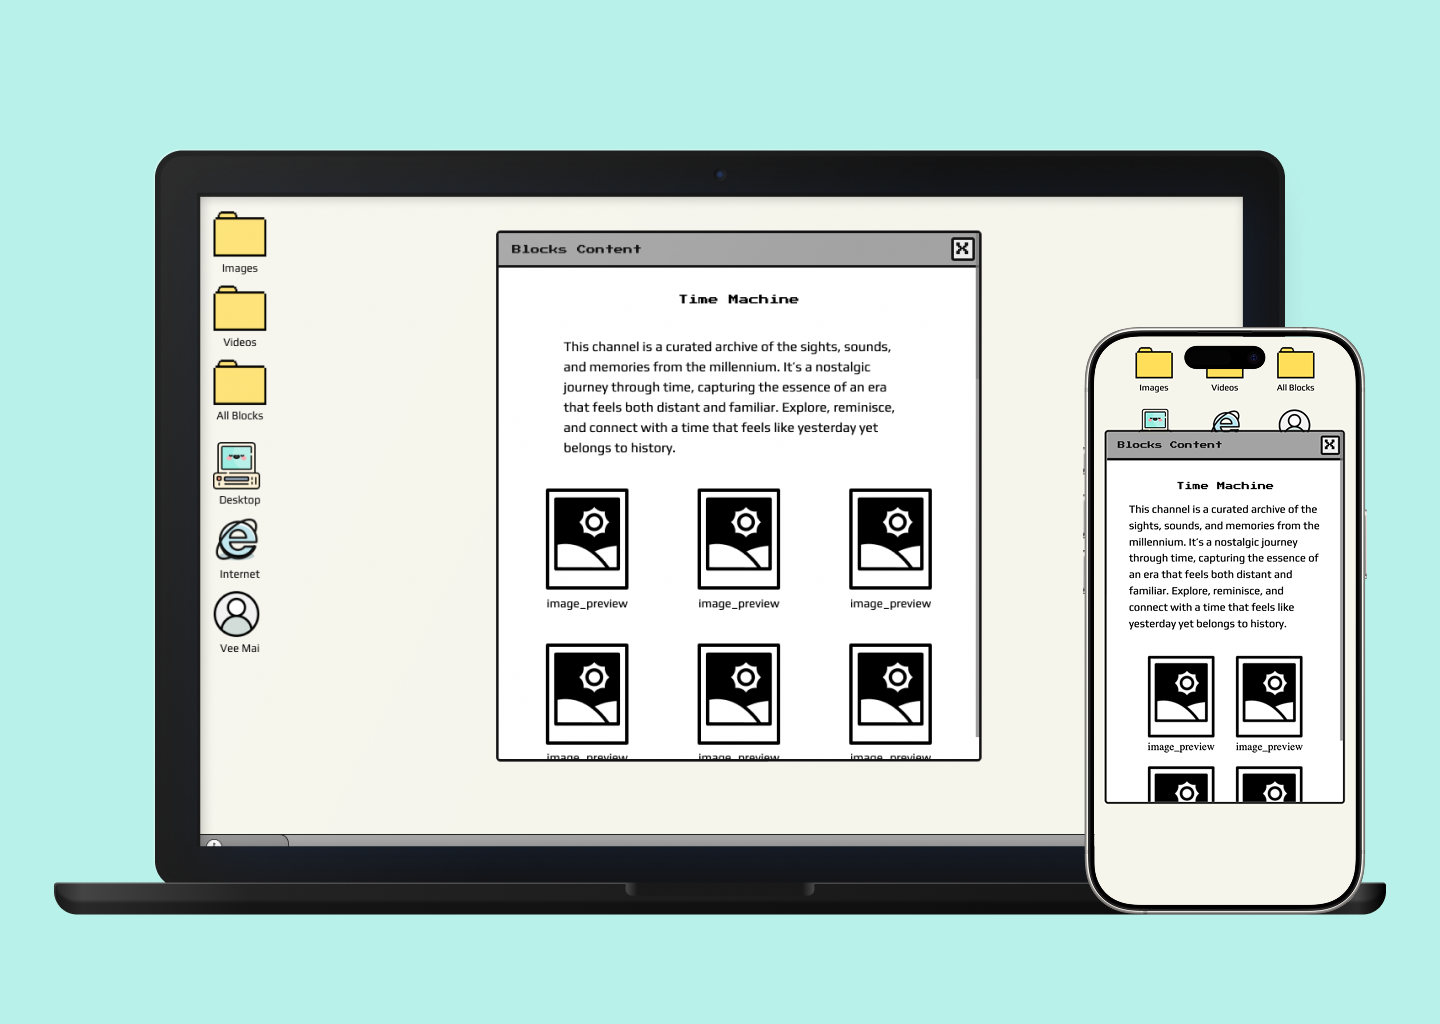 Images
Videos
All Blocks
Desktop
Internet
Vee Mai
Blocks Content
Time Machine
This channel is a curated archive of the sights, sounds,
and memories from the millennium. It's a nostalgic
journey through time, capturing the essence of an era
that feels both distant and familiar. Explore, reminisce,
and connect with a time that feels like yesterday yet
belongs to history.
image_preview image_preview image_preview
image_preview image_preview image_preview
Images Videos All Blocks
Blocks Content
Time Machine
This channel is a curated archive of the
sights, sounds, and memories from the
millennium. It's a nostalgic journey
through time, capturing the essence of
an era that feels both distant and
familiar. Explore, reminisce, and
connect with a time that feels like
yesterday yet belongs to history.
image_preview image_preview